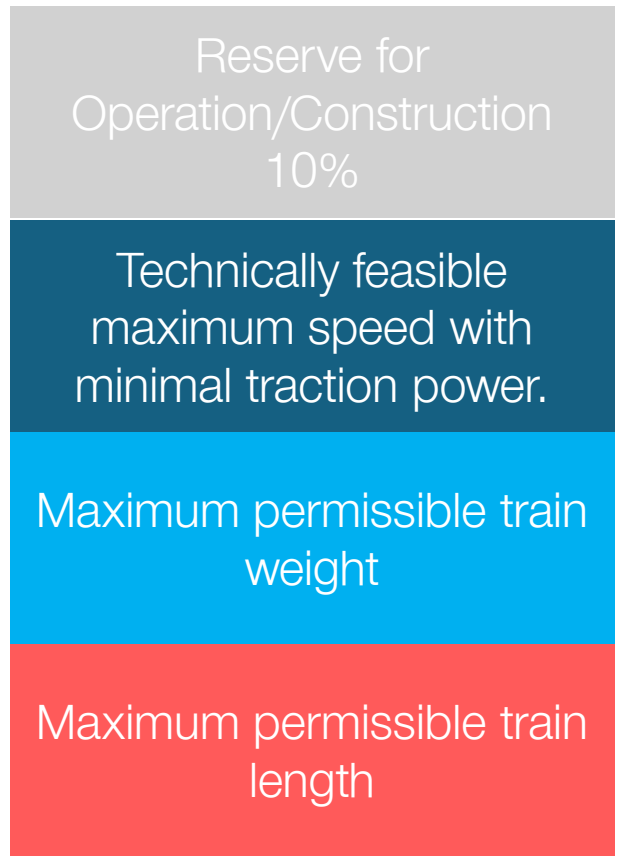 Reserve for
Operation/Construction
10%
Technically feasible
maximum speed with
minimal traction power.
Maximum permissible train
weight
Maximum permissible train
length